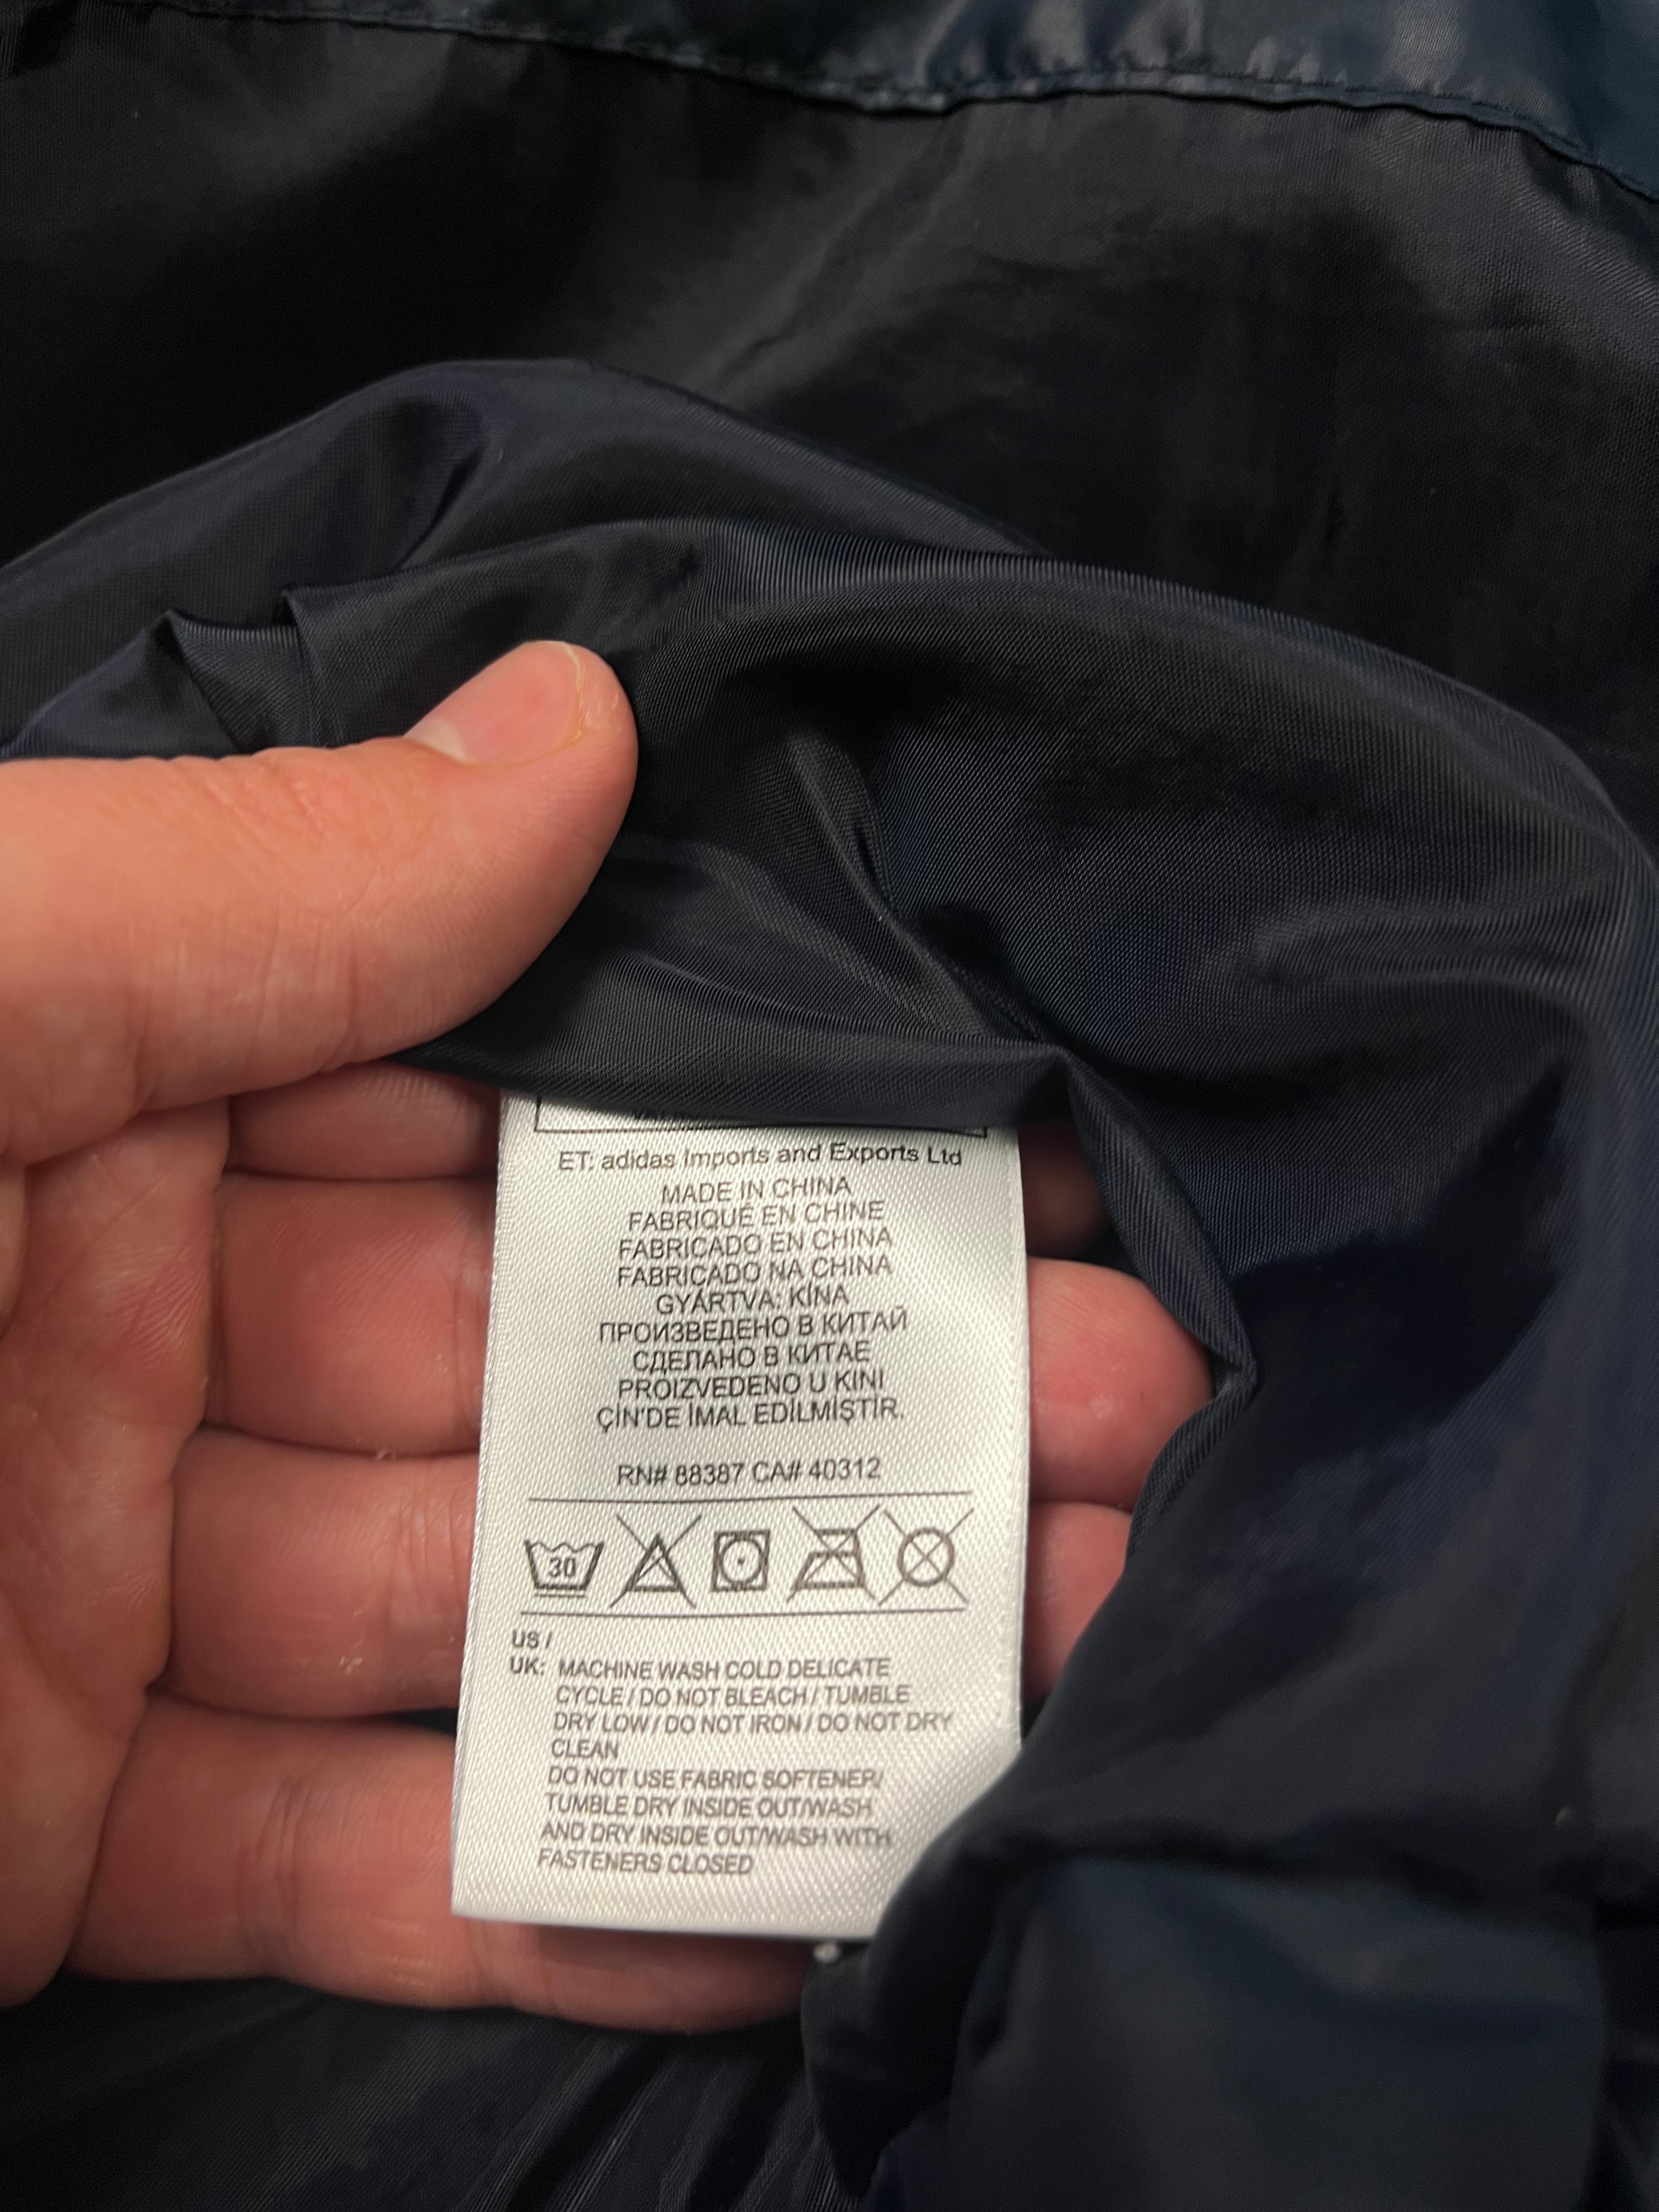 ET: adidas Imports and Exports Ltd
MADE IN CHINA
FABRIQUÉ EN CHINE
FABRICADO EN CHINA
FABRICADO NA CHINA
GYÁRTVA: KÍNA
ПРОИЗВЕДЕНО В КИТАЙ
СДЕЛАНО В КИТАЕ
PROIZVEDENO U KINI
ÇİN'DE İMAL EDİLMİŞTİR.
RN# 88387 CA# 40312
30
US /
UK: MACHINE WASH COLD DELICATE
CYCLE / DO NOT BLEACH / TUMBLE
DRY LOW / DO NOT IRON / DO NOT DRY
CLEAN
DO NOT USE FABRIC SOFTENER/
TUMBLE DRY INSIDE OUT/WASH
AND DRY INSIDE OUT/WASH WITH
FASTENERS CLOSED